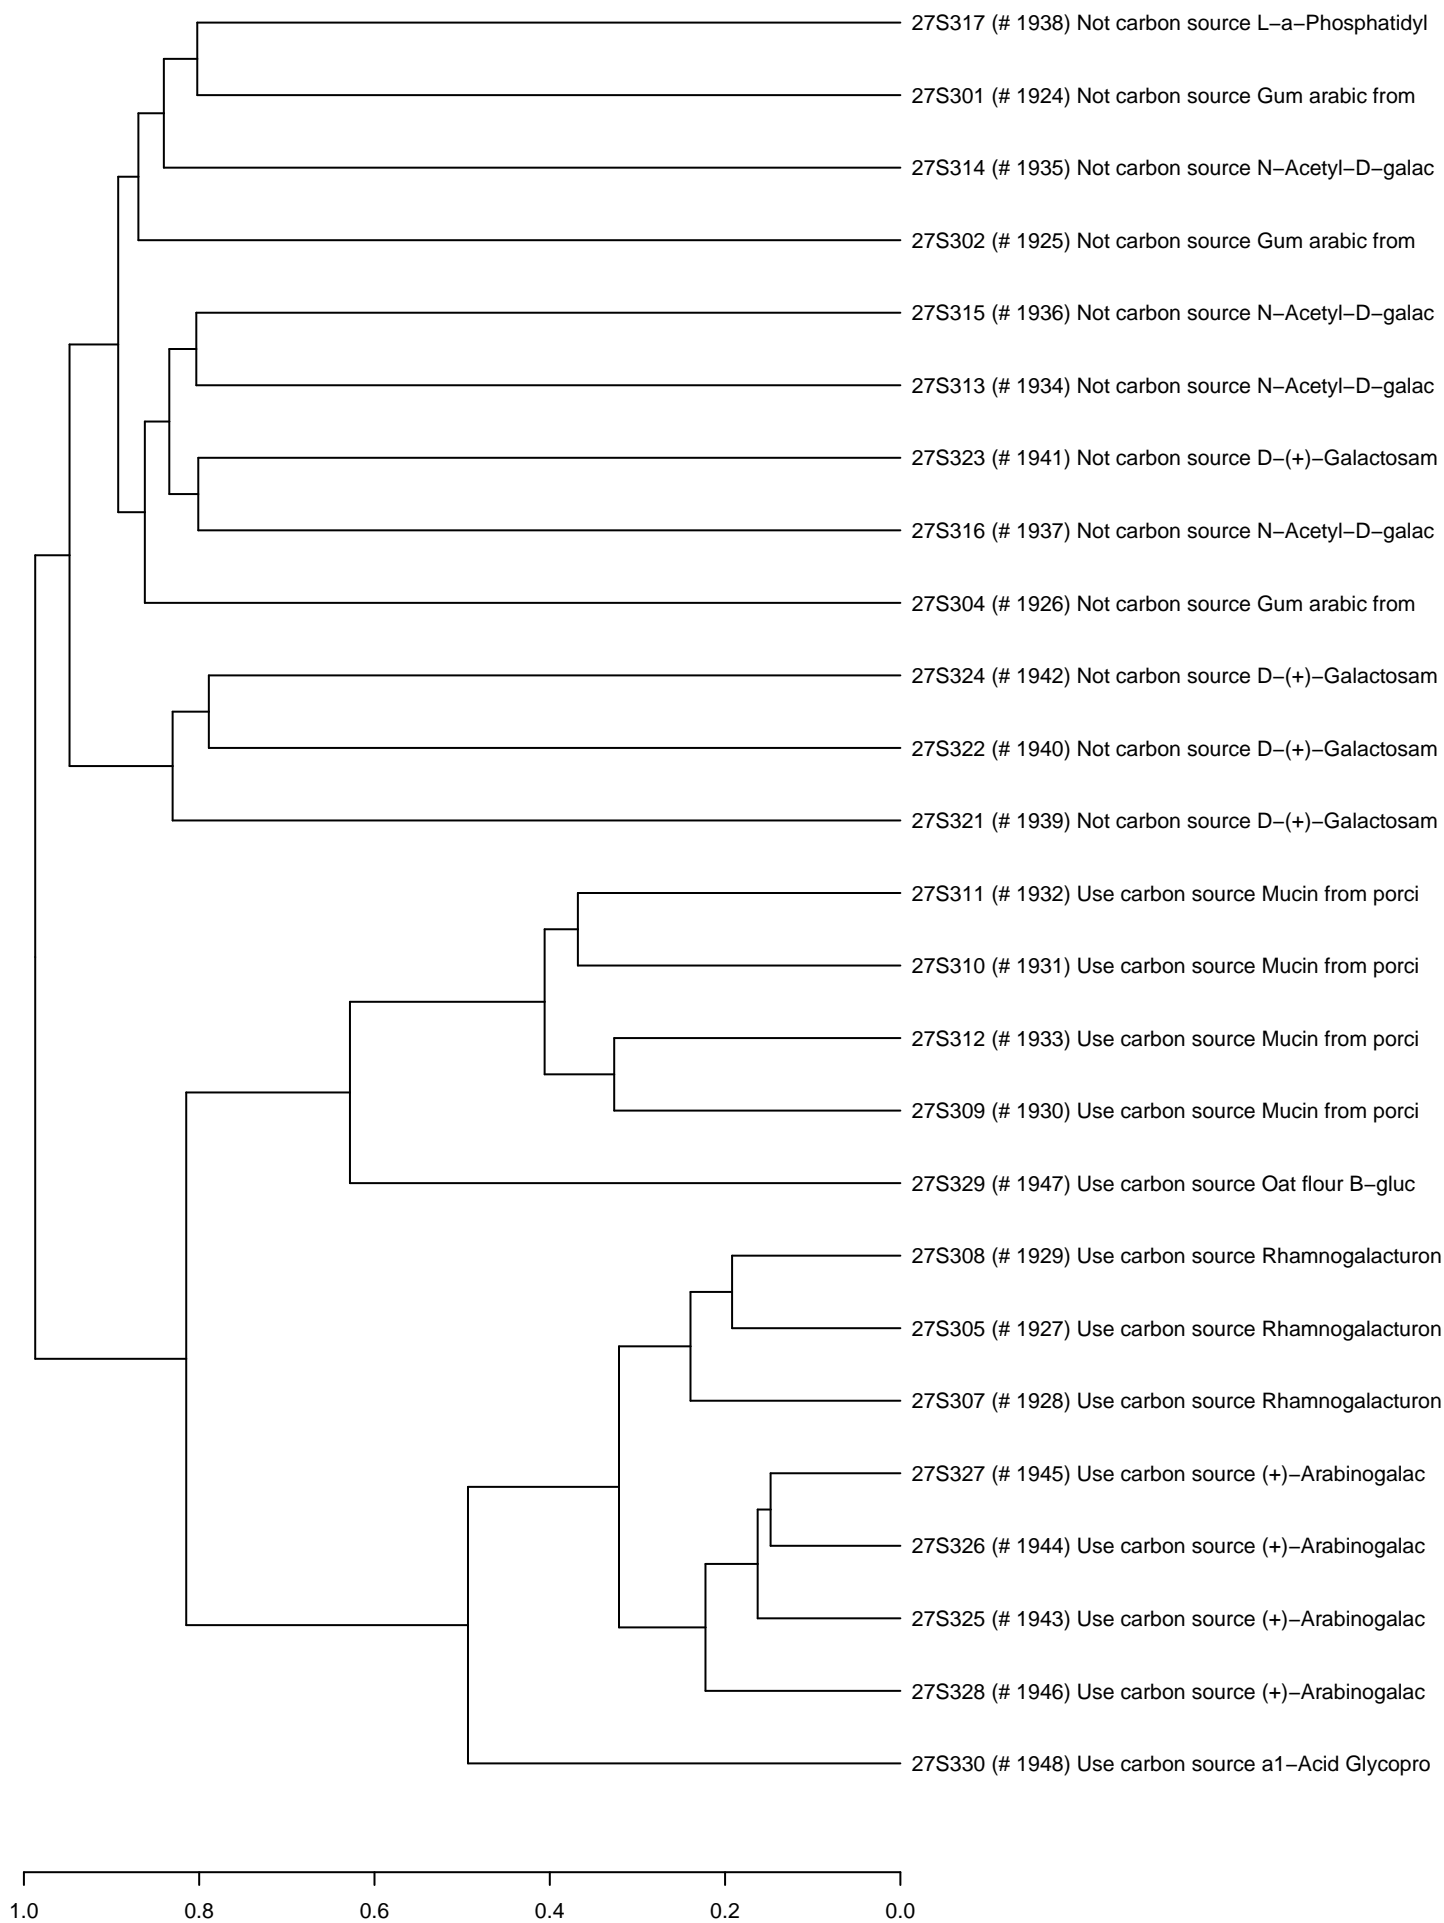 27S317 (# 1938) Not carbon source L−a−Phosphatidyl
27S301 (# 1924) Not carbon source Gum arabic from
27S314 (# 1935) Not carbon source N−Acetyl−D−galac
27S302 (# 1925) Not carbon source Gum arabic from
27S315 (# 1936) Not carbon source N−Acetyl−D−galac
27S313 (# 1934) Not carbon source N−Acetyl−D−galac
27S323 (# 1941) Not carbon source D−(+)−Galactosam
27S316 (# 1937) Not carbon source N−Acetyl−D−galac
27S304 (# 1926) Not carbon source Gum arabic from
27S324 (# 1942) Not carbon source D−(+)−Galactosam
27S322 (# 1940) Not carbon source D−(+)−Galactosam
27S321 (# 1939) Not carbon source D−(+)−Galactosam
27S311 (# 1932) Use carbon source Mucin from porci
27S310 (# 1931) Use carbon source Mucin from porci
27S312 (# 1933) Use carbon source Mucin from porci
27S309 (# 1930) Use carbon source Mucin from porci
27S329 (# 1947) Use carbon source Oat flour B−gluc
27S308 (# 1929) Use carbon source Rhamnogalacturon
27S305 (# 1927) Use carbon source Rhamnogalacturon
27S307 (# 1928) Use carbon source Rhamnogalacturon
27S327 (# 1945) Use carbon source (+)−Arabinogalac
27S326 (# 1944) Use carbon source (+)−Arabinogalac
27S325 (# 1943) Use carbon source (+)−Arabinogalac
27S328 (# 1946) Use carbon source (+)−Arabinogalac
27S330 (# 1948) Use carbon source a1−Acid Glycopro
1.0 0.8 0.6 0.4 0.2 0.0